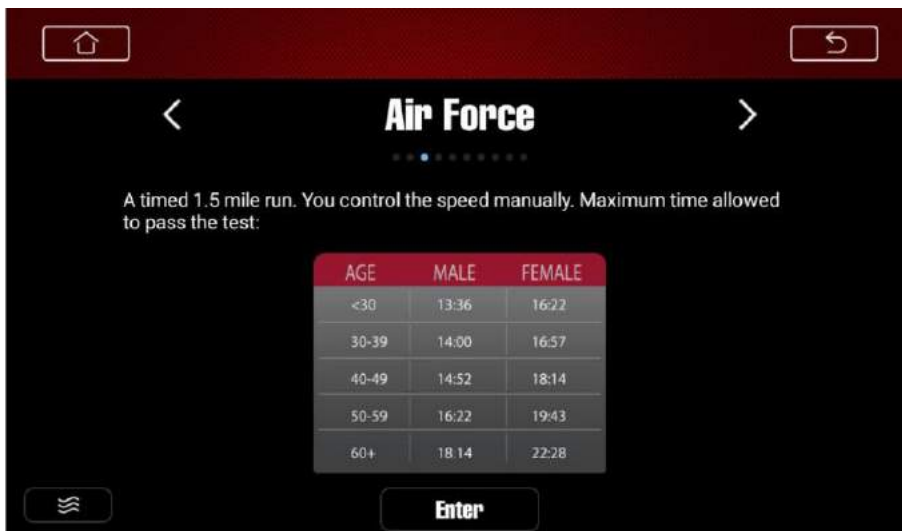 Air Force
A timed 1.5 mile run. You control the speed manually. Maximum time allowed
to pass the test:
AGE MALE FEMALE
<30 13:36 16:22
30-39 14:00 16:57
40-49 14:52 18:14
50-59 16:22 19:43
60+ 18.14 22:28
Enter